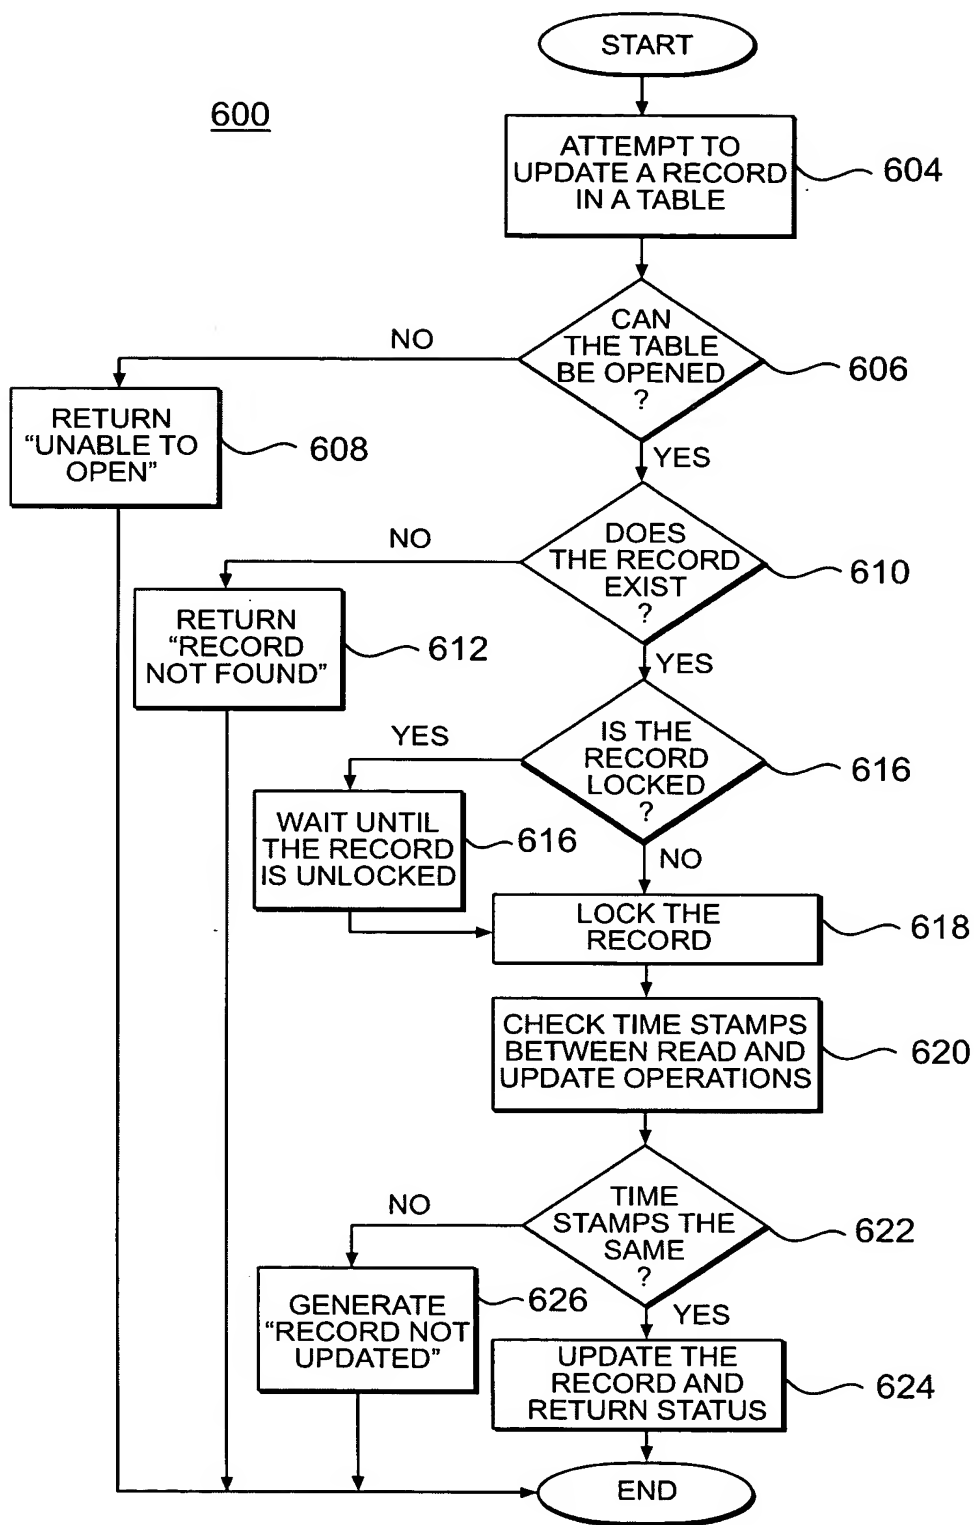 START
600
ATTEMPT TO
UPDATE A RECORD
IN A TABLE
604
CAN
THE TABLE
BE OPENED
?
606
NO
YES
RETURN
“UNABLE TO
OPEN”
608
DOES
THE RECORD
EXIST
?
610
NO
YES
RETURN
“RECORD
NOT FOUND”
612
IS THE
RECORD
LOCKED
?
616
YES
NO
WAIT UNTIL
THE RECORD
IS UNLOCKED
616
LOCK THE
RECORD
618
CHECK TIME STAMPS
BETWEEN READ AND
UPDATE OPERATIONS
620
TIME
STAMPS THE
SAME
?
622
NO
YES
GENERATE
“RECORD NOT
UPDATED”
626
UPDATE THE
RECORD AND
RETURN STATUS
624
END